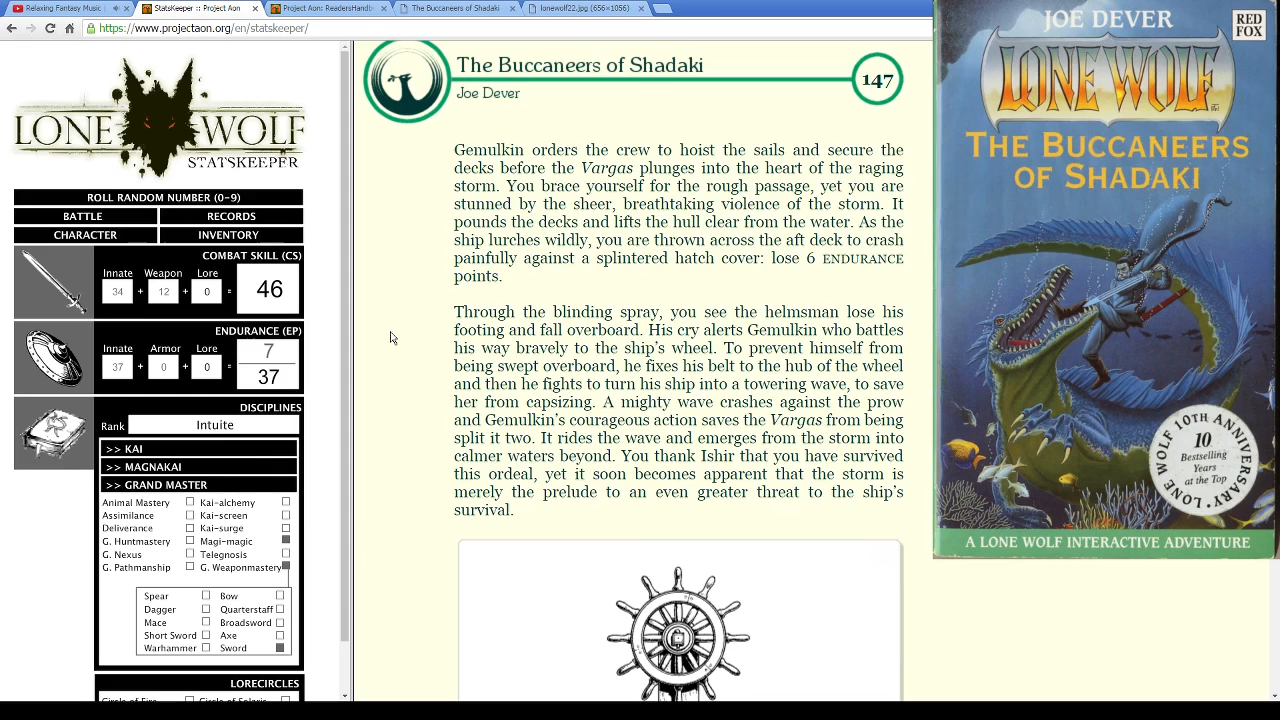 Relaxing Fantasy Music
StatsKeeper :: Project Aon
Project Aon: ReadersHandb
The Buccaneers of Shadaki
lonewolf22.jpg (656×1056)
https://www.projectaon.org/en/statskeeper/
LONE WOLF
STATSKEEPER
ROLL RANDOM NUMBER (0-9)
BATTLE RECORDS
CHARACTER INVENTORY
COMBAT SKILL (CS)
Innate Weapon Lore
34 + 12 + 0 = 46
ENDURANCE (EP)
Innate Armor Lore
37 + 0 + 0 = 7
37
DISCIPLINES
Rank Intuite
>> KAI
>> MAGNAKAI
>> GRAND MASTER
Animal Mastery Kai-alchemy
Assimilance Kai-screen
Deliverance Kai-surge
G. Huntmastery Magi-magic
G. Nexus Telegnosis
G. Pathmanship G. Weaponmastery
Spear Bow
Dagger Quarterstaff
Mace Broadsword
Short Sword Axe
Warhammer Sword
LORECIRCLES
Circle of Fire Circle of Solaris
The Buccaneers of Shadaki
Joe Dever
147
Gemulkin orders the crew to hoist the sails and secure the
decks before the Vargas plunges into the heart of the raging
storm. You brace yourself for the rough passage, yet you are
stunned by the sheer, breathtaking violence of the storm. It
pounds the decks and lifts the hull clear from the water. As the
ship lurches wildly, you are thrown across the aft deck to crash
painfully against a splintered hatch cover: lose 6 ENDURANCE
points.
Through the blinding spray, you see the helmsman lose his
footing and fall overboard. His cry alerts Gemulkin who battles
his way bravely to the ship's wheel. To prevent himself from
being swept overboard, he fixes his belt to the hub of the wheel
and then he fights to turn his ship into a towering wave, to save
her from capsizing. A mighty wave crashes against the prow
and Gemulkin's courageous action saves the Vargas from being
split it two. It rides the wave and emerges from the storm into
calmer waters beyond. You thank Ishir that you have survived
this ordeal, yet it soon becomes apparent that the storm is
merely the prelude to an even greater threat to the ship's
survival.
JOE DEVER
RED
FOX
LONE WOLF
THE BUCCANEERS
OF SHADAKI
LONE WOLF 10TH ANNIVERSARY
10
Bestselling
Years
at the Top
A LONE WOLF INTERACTIVE ADVENTURE